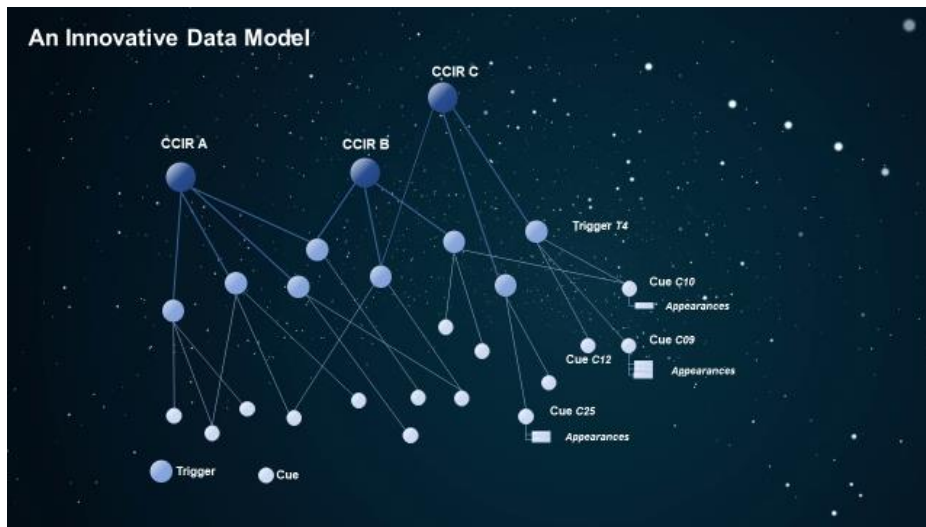 An Innovative Data Model
CCIR C
CCIR A
CCIR B
Trigger T4
Cue C10
Appearances
Cue C09
Cue C12
Appearances
Cue C25
Appearances
Trigger
Cue